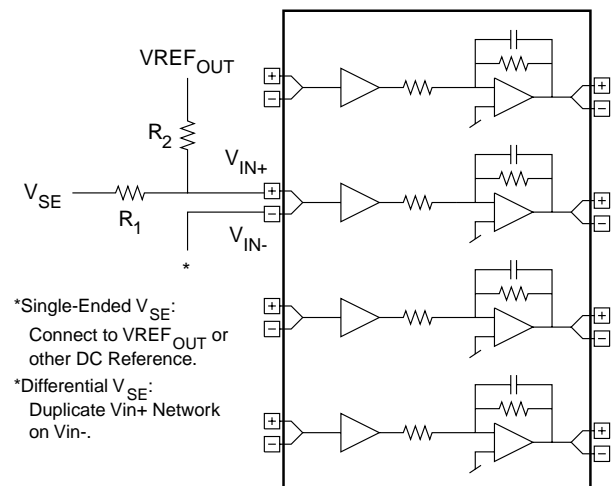 VREF_OUT
R_2
V_IN+
V_SE
R_1
V_IN-
*
*Single-Ended V_SE:
Connect to VREF_OUT or
other DC Reference.
*Differential V_SE:
Duplicate Vin+ Network
on Vin-.
+
−
+
−
+
−
+
−
+
−
+
−
+
−
+
−